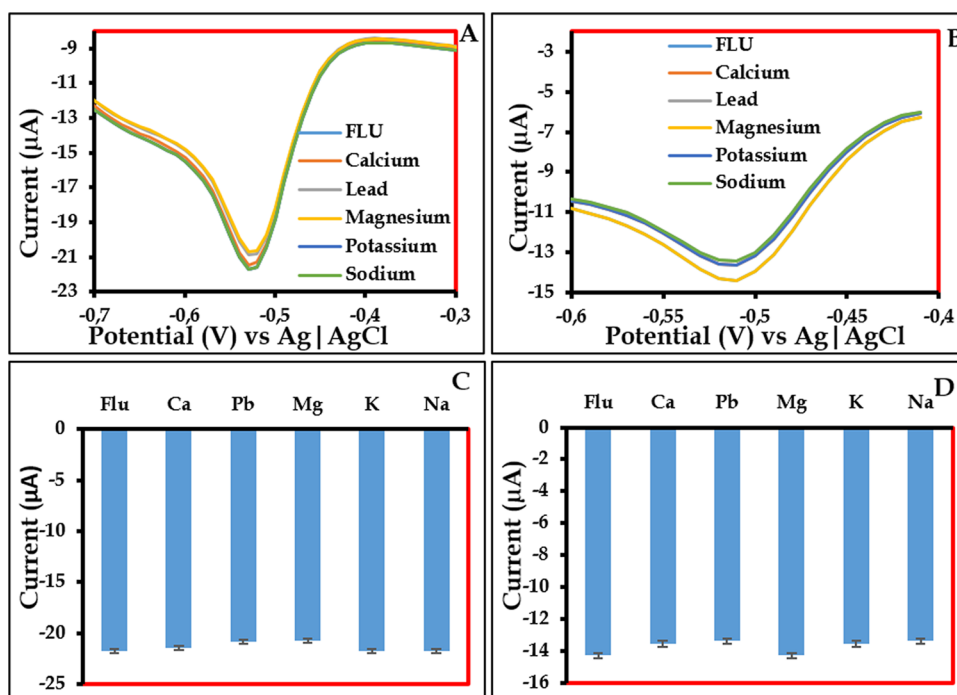 A
-9
-11
-13
-15
-17
-19
-21
-23
Current (µA)
FLU
Calcium
Lead
Magnesium
Potassium
Sodium
-0,7
-0,6
-0,5
-0,4
-0,3
Potential (V) vs Ag|AgCl
B
-3
-5
-7
-9
-11
-13
-15
Current (µA)
FLU
Calcium
Lead
Magnesium
Potassium
Sodium
-0,6
-0,55
-0,5
-0,45
-0,4
Potential (V) vs Ag|AgCl
C
Flu Ca Pb Mg K Na
0
-5
-10
-15
-20
-25
Current (µA)
D
Flu Ca Pb Mg K Na
0
-2
-4
-6
-8
-10
-12
-14
-16
Current (µA)